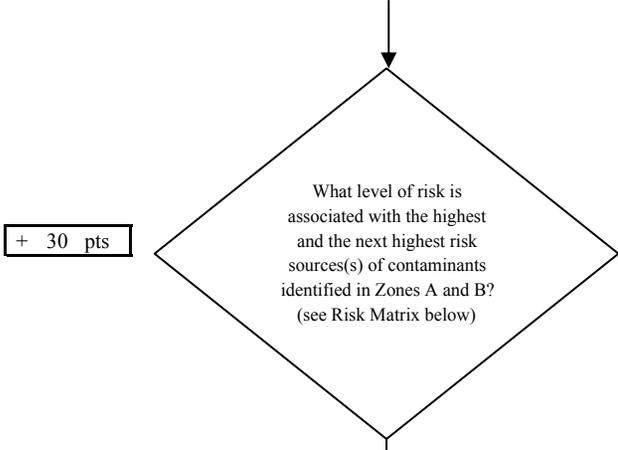 What level of risk is
associated with the highest
+ 30 pts
and the next highest risk
sources(s) of contaminants
identified in Zones A and B?
(see Risk Matrix below)